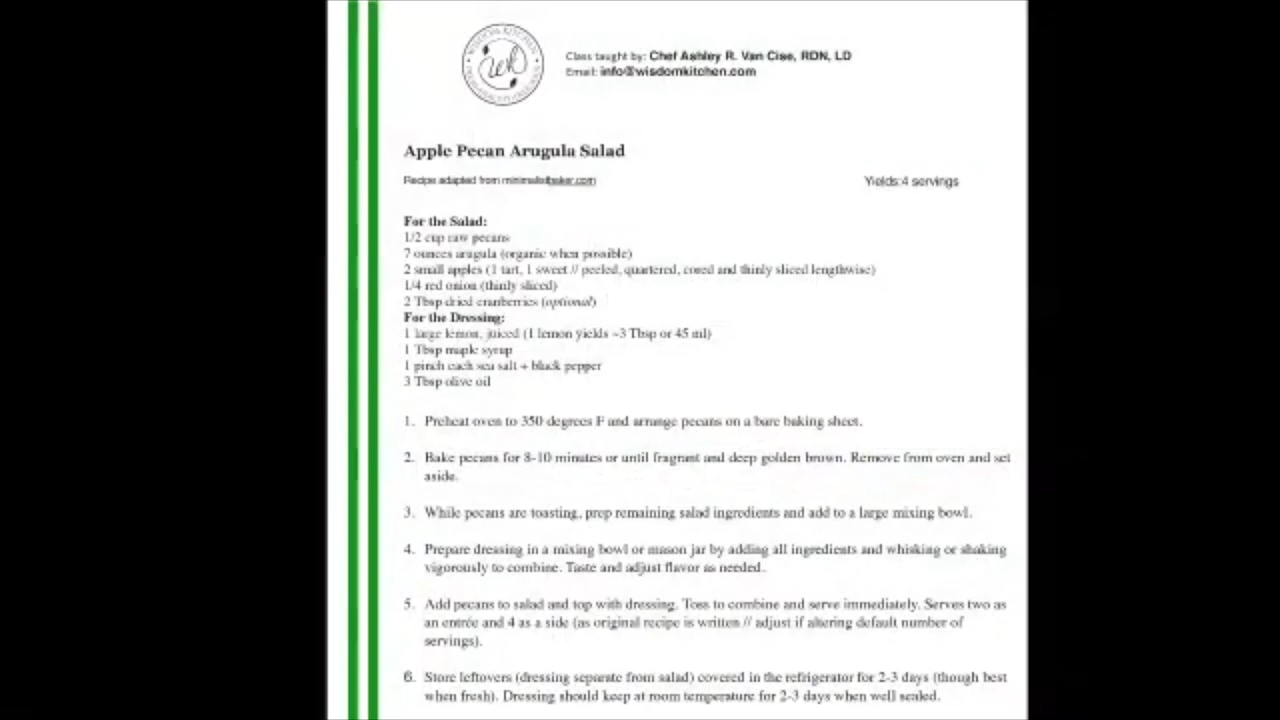 WISDOM KITCHEN
wk
Class taught by: Chef Ashley R. Van Cise, RDN, LD
Email: info@wisdomkitchen.com
Apple Pecan Arugula Salad
Recipe adapted from minimalistbaker.com
Yields:4 servings
For the Salad:
1/2 cup raw pecans
7 ounces arugula (organic when possible)
2 small apples (1 tart, 1 sweet // peeled, quartered, cored and thinly sliced lengthwise)
1/4 red onion (thinly sliced)
2 Tbsp dried cranberries (optional)
For the Dressing:
1 large lemon, juiced (1 lemon yields ~3 Tbsp or 45 ml)
1 Tbsp maple syrup
1 pinch each sea salt + black pepper
3 Tbsp olive oil
1. Preheat oven to 350 degrees F and arrange pecans on a bare baking sheet.
2. Bake pecans for 8-10 minutes or until fragrant and deep golden brown. Remove from oven and set
aside.
3. While pecans are toasting, prep remaining salad ingredients and add to a large mixing bowl.
4. Prepare dressing in a mixing bowl or mason jar by adding all ingredients and whisking or shaking
vigorously to combine. Taste and adjust flavor as needed.
5. Add pecans to salad and top with dressing. Toss to combine and serve immediately. Serves two as
an entrée and 4 as a side (as original recipe is written // adjust if altering default number of
servings).
6. Store leftovers (dressing separate from salad) covered in the refrigerator for 2-3 days (though best
when fresh). Dressing should keep at room temperature for 2-3 days when well sealed.